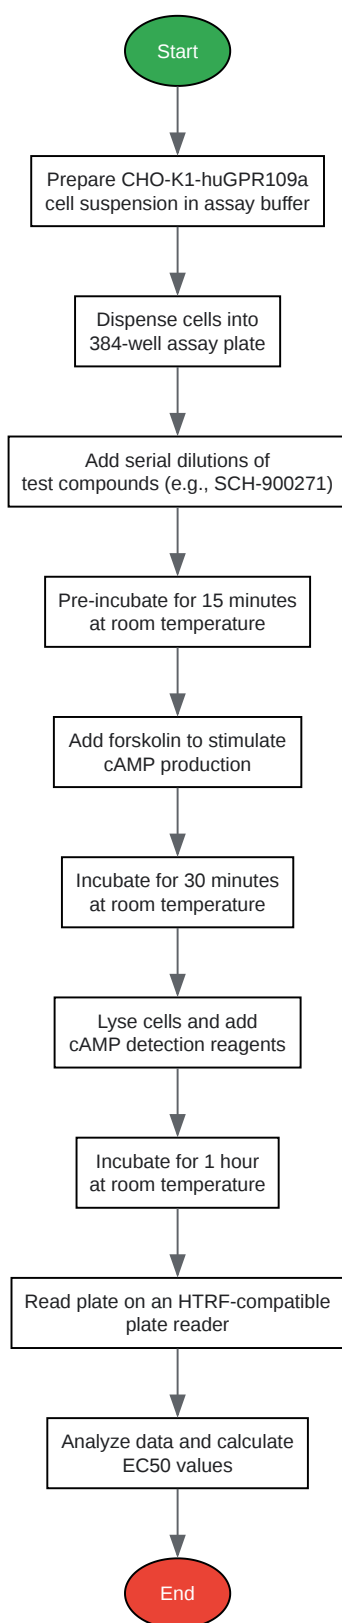 Start
Prepare CHO-K1-huGPR109a
cell suspension in assay buffer
Dispense cells into
384-well assay plate
Add serial dilutions of
test compounds (e.g., SCH-900271)
Pre-incubate for 15 minutes
at room temperature
Add forskolin to stimulate
cAMP production
Incubate for 30 minutes
at room temperature
Lyse cells and add
cAMP detection reagents
Incubate for 1 hour
at room temperature
Read plate on an HTRF-compatible
plate reader
Analyze data and calculate
EC50 values
End